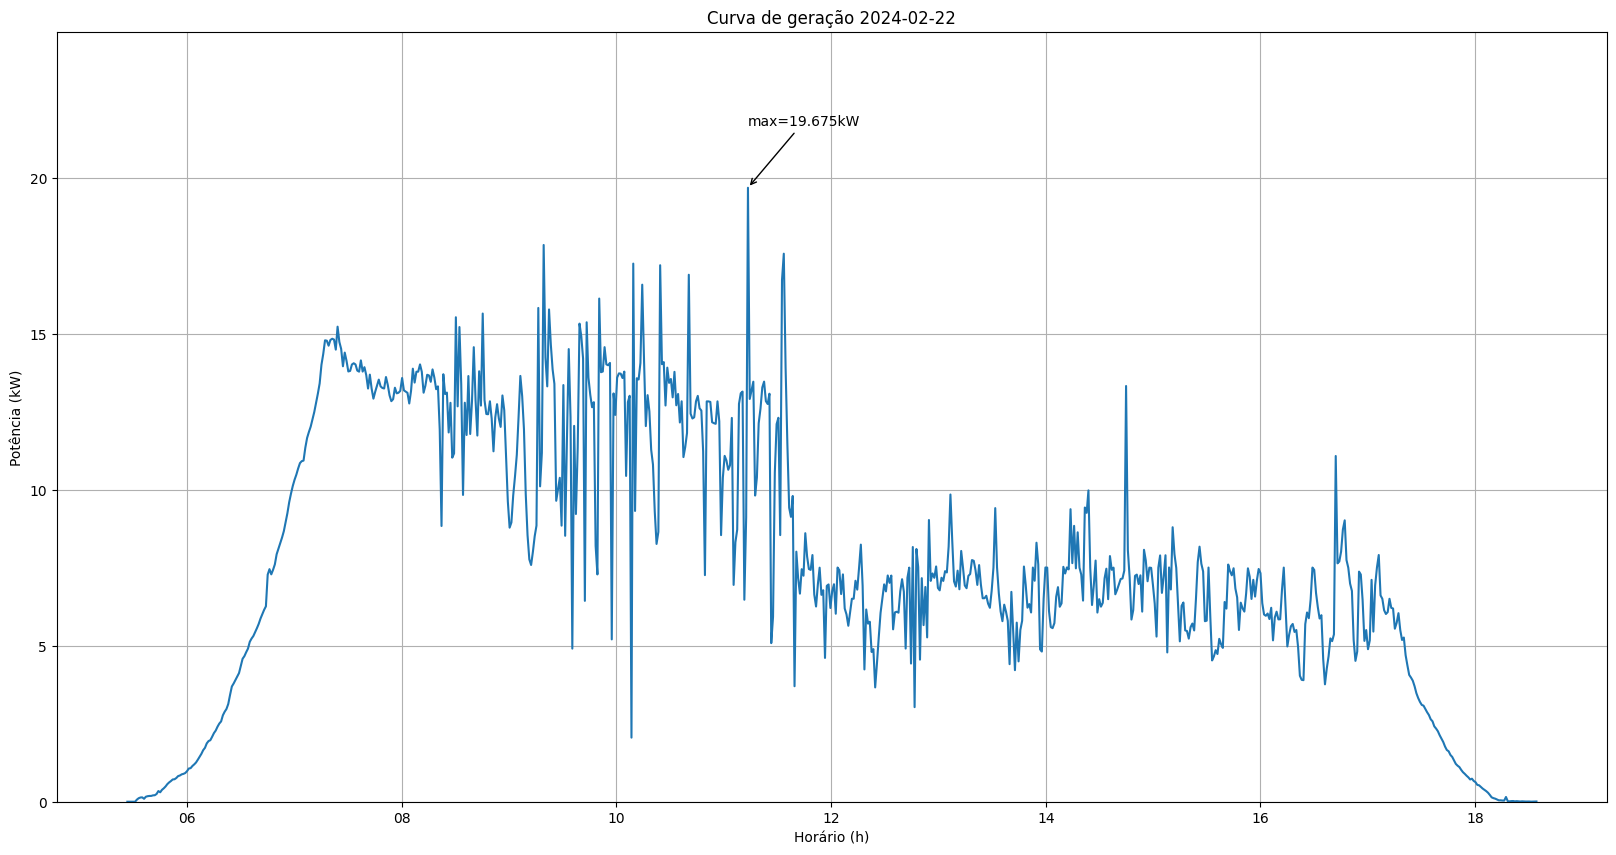 Curva de geração 2024-02-22
max=19.675kW
Potência (kW)
20
15
10
5
0
06 08 10 12 14 16 18
Horário (h)